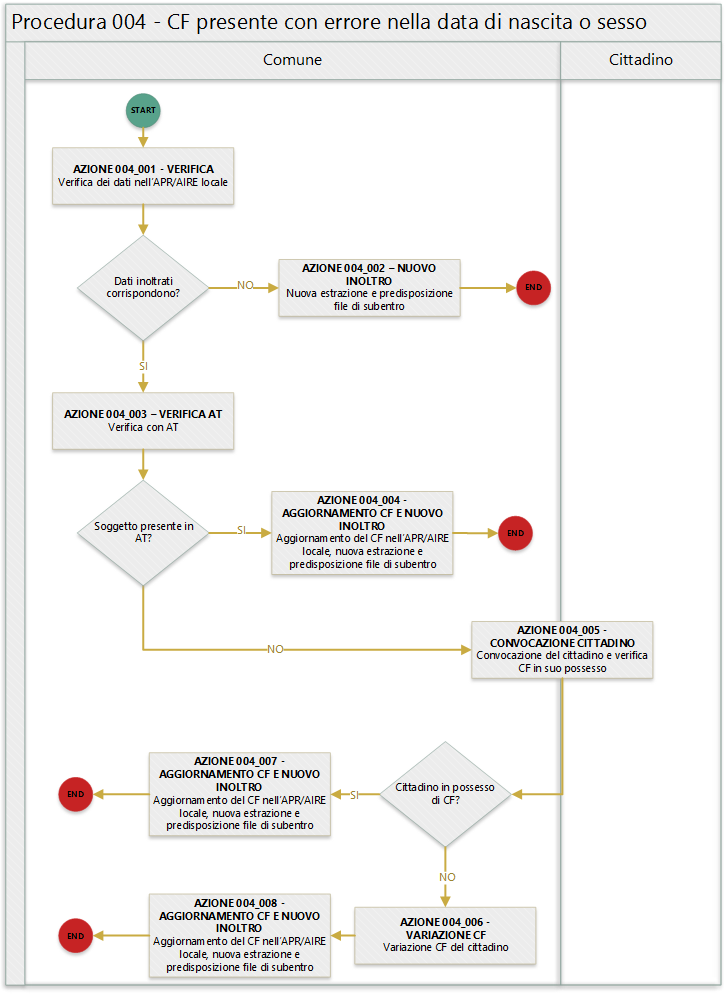 Procedura 004 - CF presente con errore nella data di nascita o sesso
Comune
Cittadino
START
AZIONE 004_001 - VERIFICA
Verifica dei dati nell'APR/AIRE locale
Dati inoltrati
corrispondono?
NO
AZIONE 004_002 – NUOVO
INOLTRO
Nuova estrazione e predisposizione
file di subentro
END
SI
AZIONE 004_003 – VERIFICA AT
Verifica con AT
Soggetto presente in
AT?
SI
AZIONE 004_004 -
AGGIORNAMENTO CF E NUOVO
INOLTRO
Aggiornamento del CF nell'APR/AIRE
locale, nuova estrazione e
predisposizione file di subentro
END
NO
AZIONE 004_005 -
CONVOCAZIONE CITTADINO
Convocazione del cittadino e verifica
CF in suo possesso
Cittadino in possesso
di CF?
SI
AZIONE 004_007 -
AGGIORNAMENTO CF E NUOVO
INOLTRO
Aggiornamento del CF nell'APR/AIRE
locale, nuova estrazione e
predisposizione file di subentro
END
NO
AZIONE 004_006 -
VARIAZIONE CF
Variazione CF del cittadino
AZIONE 004_008 -
AGGIORNAMENTO CF E NUOVO
INOLTRO
Aggiornamento del CF nell'APR/AIRE
locale, nuova estrazione e
predisposizione file di subentro
END